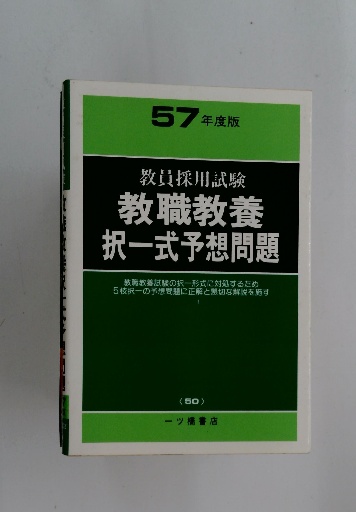 57年度版
教員採用試験
教職教養
択一式予想問題
教職教養試験の択一形式に対処するため
5枝択一の予想問題に正解と懇切な解説を施す
(50)
一ツ橋書店